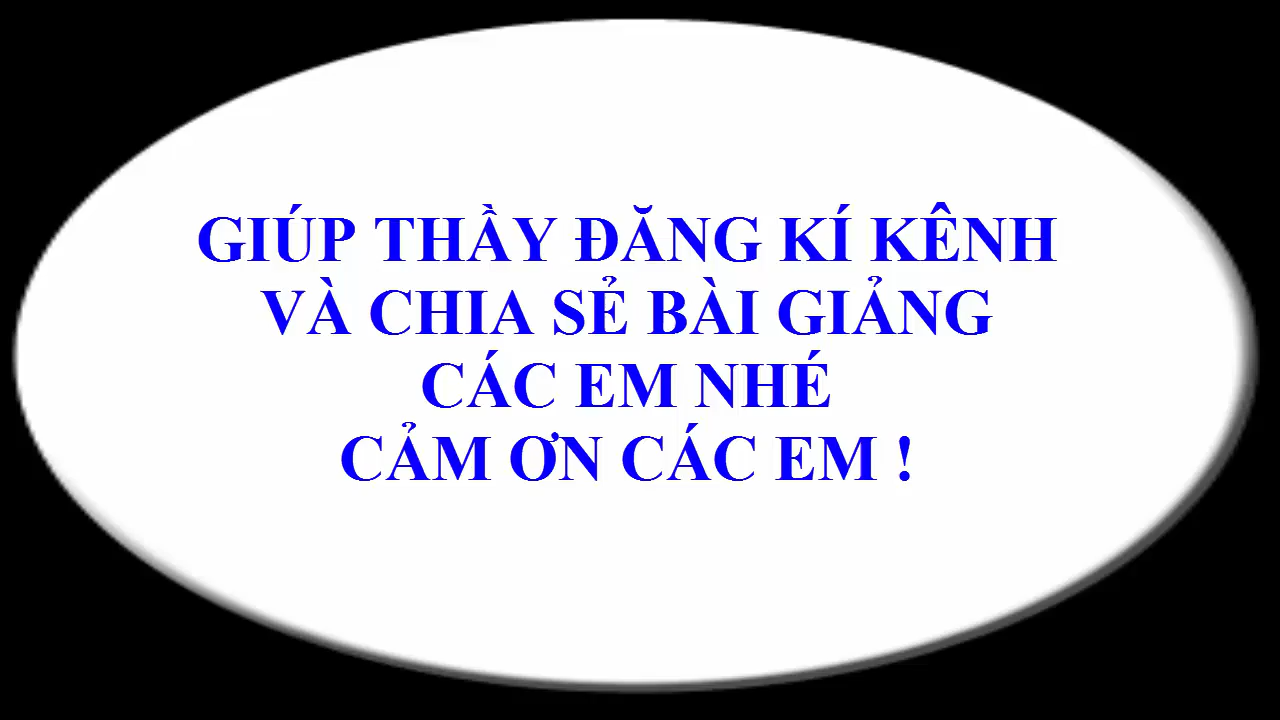 GIÚP THẦY ĐĂNG KÍ KÊNH
VÀ CHIA SẺ BÀI GIẢNG
CÁC EM NHÉ
CẢM ƠN CÁC EM !